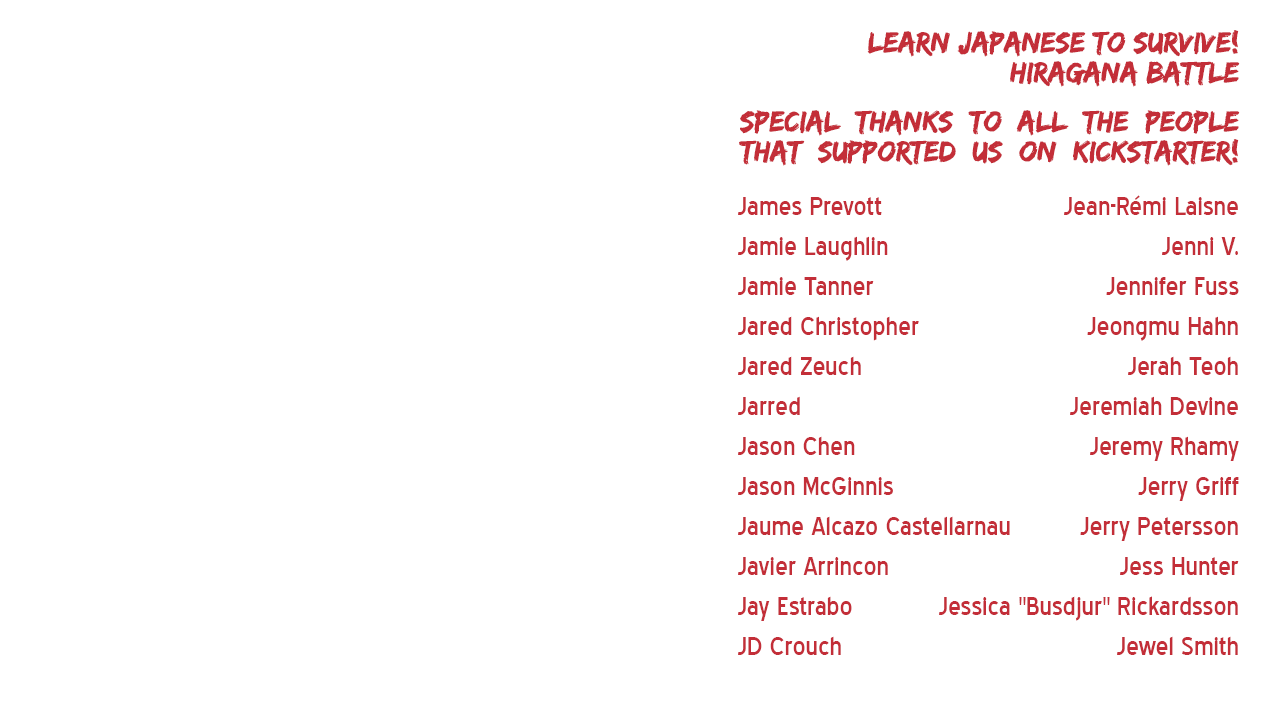 LEARN JAPANESE TO SURVIVE!
HIRAGANA BATTLE
SPECIAL THANKS TO ALL THE PEOPLE
THAT SUPPORTED US ON KICKSTARTER!
James Prevott
Jamie Laughlin
Jamie Tanner
Jared Christopher
Jared Zeuch
Jarred
Jason Chen
Jason McGinnis
Jaume Alcazo Castellarnau
Javier Arrincon
Jay Estrabo
JD Crouch
Jean-Rémi Laisne
Jenni V.
Jennifer Fuss
Jeongmu Hahn
Jerah Teoh
Jeremiah Devine
Jeremy Rhamy
Jerry Griff
Jerry Petersson
Jess Hunter
Jessica "Busdjur" Rickardsson
Jewel Smith